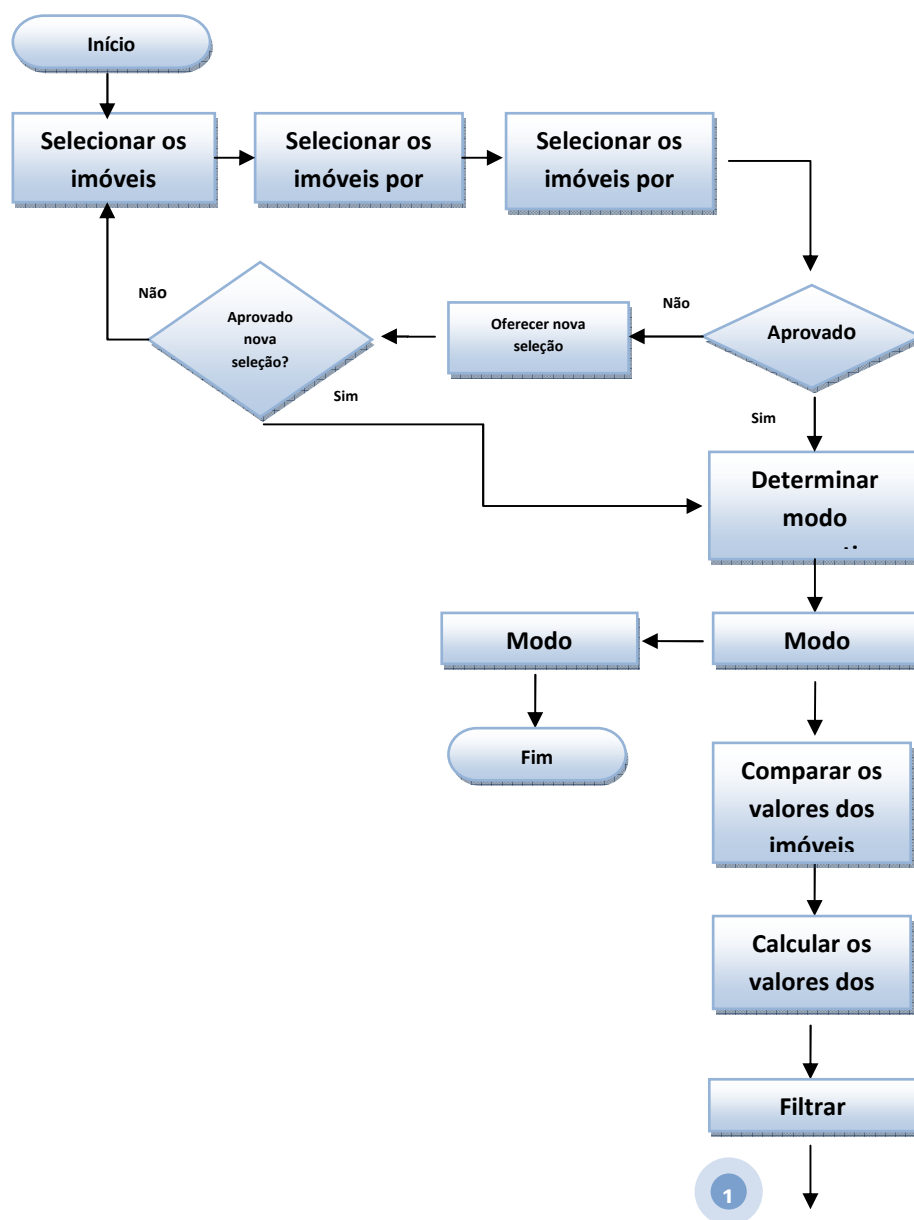 Início
Selecionar os
imóveis
Selecionar os
imóveis por
Selecionar os
imóveis por
Não
Aprovado
nova
seleção?
Oferecer nova
seleção
Não
Aprovado
Sim
Sim
Determinar
modo
Modo
Modo
Fim
Comparar os
valores dos
imóveis
Calcular os
valores dos
Filtrar
1